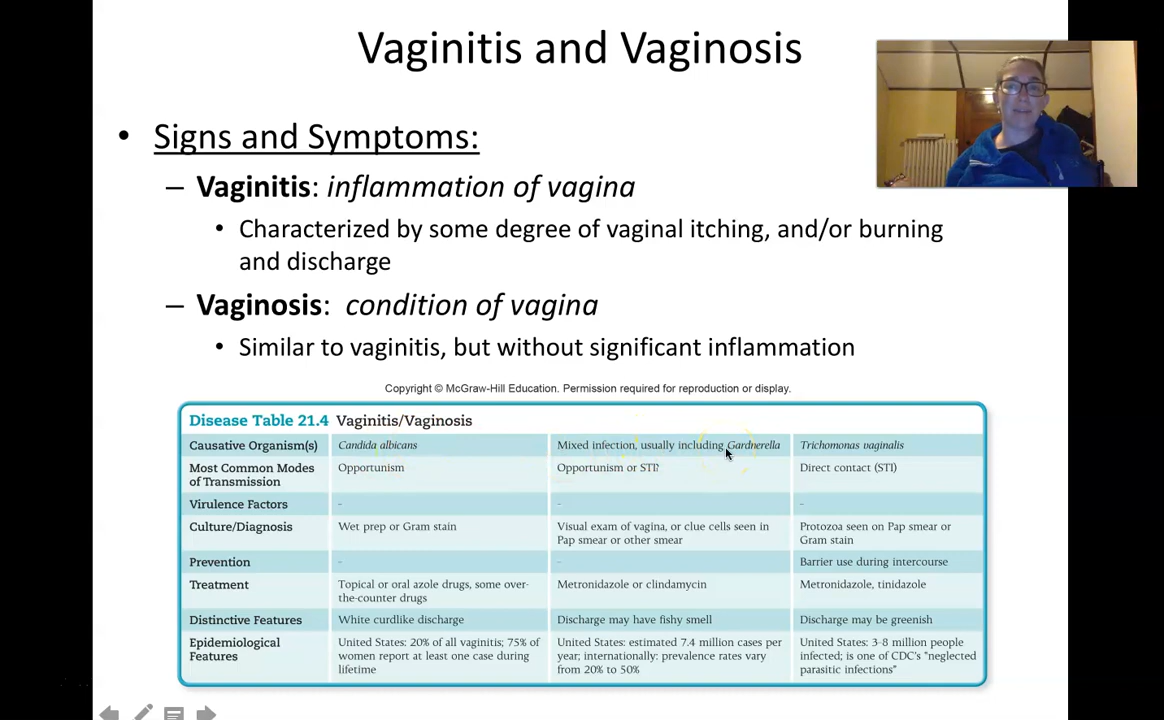 Vaginitis and Vaginosis
• Signs and Symptoms:
– Vaginitis: inflammation of vagina
• Characterized by some degree of vaginal itching, and/or burning
and discharge
– Vaginosis: condition of vagina
• Similar to vaginitis, but without significant inflammation
Copyright © McGraw-Hill Education. Permission required for reproduction or display.
Disease Table 21.4 Vaginitis/Vaginosis
Causative Organism(s) Candida albicans Mixed infection, usually including Gardnerella Trichomonas vaginalis
Most Common Modes Opportunism Opportunism or STI? Direct contact (STI)
of Transmission
Virulence Factors – – –
Culture/Diagnosis Wet prep or Gram stain Visual exam of vagina, or clue cells seen in Protozoa seen on Pap smear or
Pap smear or other smear Gram stain
Prevention – – Barrier use during intercourse
Treatment Topical or oral azole drugs, some over- Metronidazole or clindamycin Metronidazole, tinidazole
the-counter drugs
Distinctive Features White curdlike discharge Discharge may have fishy smell Discharge may be greenish
Epidemiological United States: 20% of all vaginitis; 75% of United States: estimated 7.4 million cases per United States: 3–8 million people
Features women report at least one case during year; internationally: prevalence rates vary infected; is one of CDC's "neglected
lifetime from 20% to 50% parasitic infections"